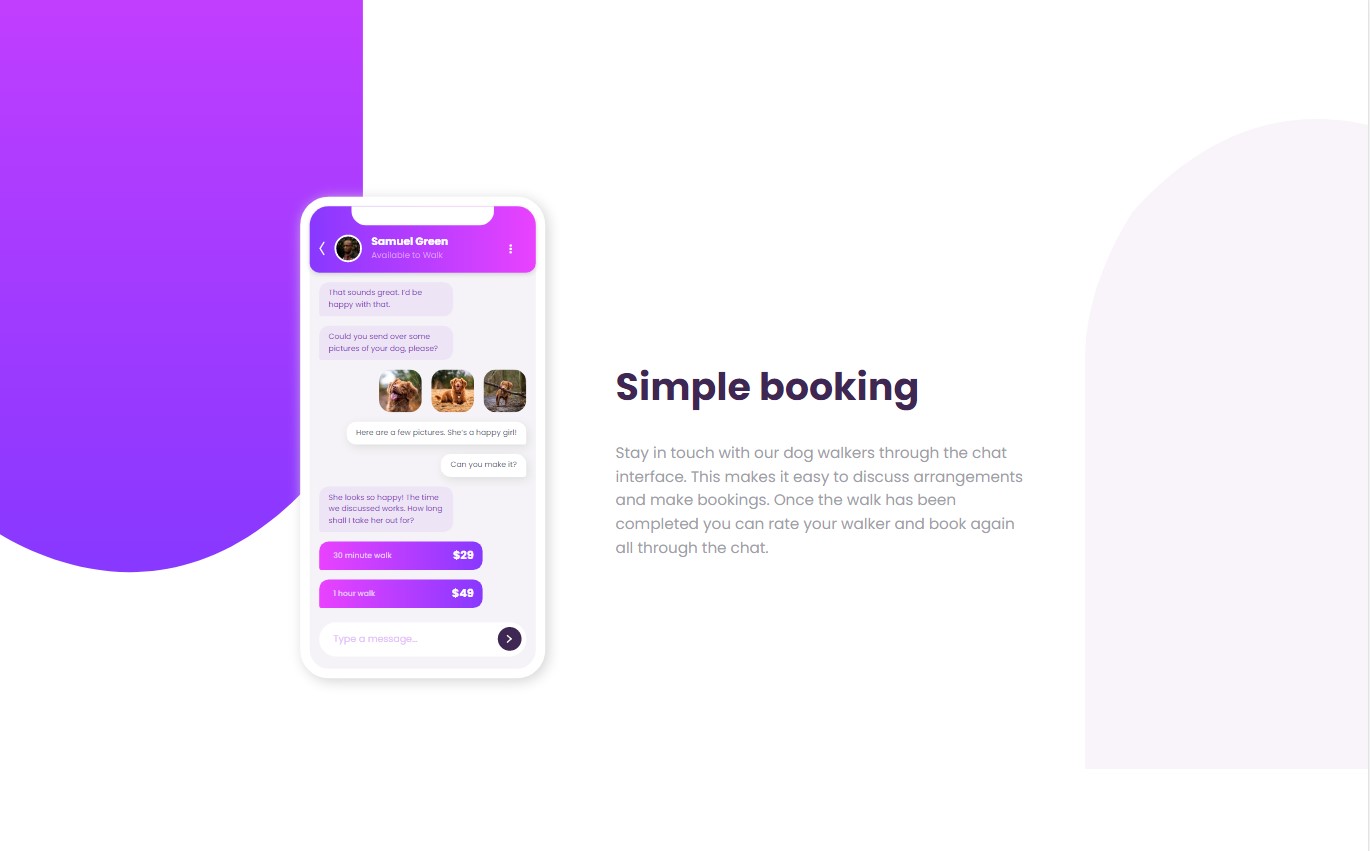 Samuel Green
Available to Walk
That sounds great. I'd be
happy with that.
Could you send over some
pictures of your dog, please?
Here are a few pictures. She's a happy girl!
Can you make it?
She looks so happy! The time
we discussed works. How long
shall I take her out for?
30 minute walk $29
1 hour walk $49
Type a message...
Simple booking
Stay in touch with our dog walkers through the chat
interface. This makes it easy to discuss arrangements
and make bookings. Once the walk has been
completed you can rate your walker and book again
all through the chat.